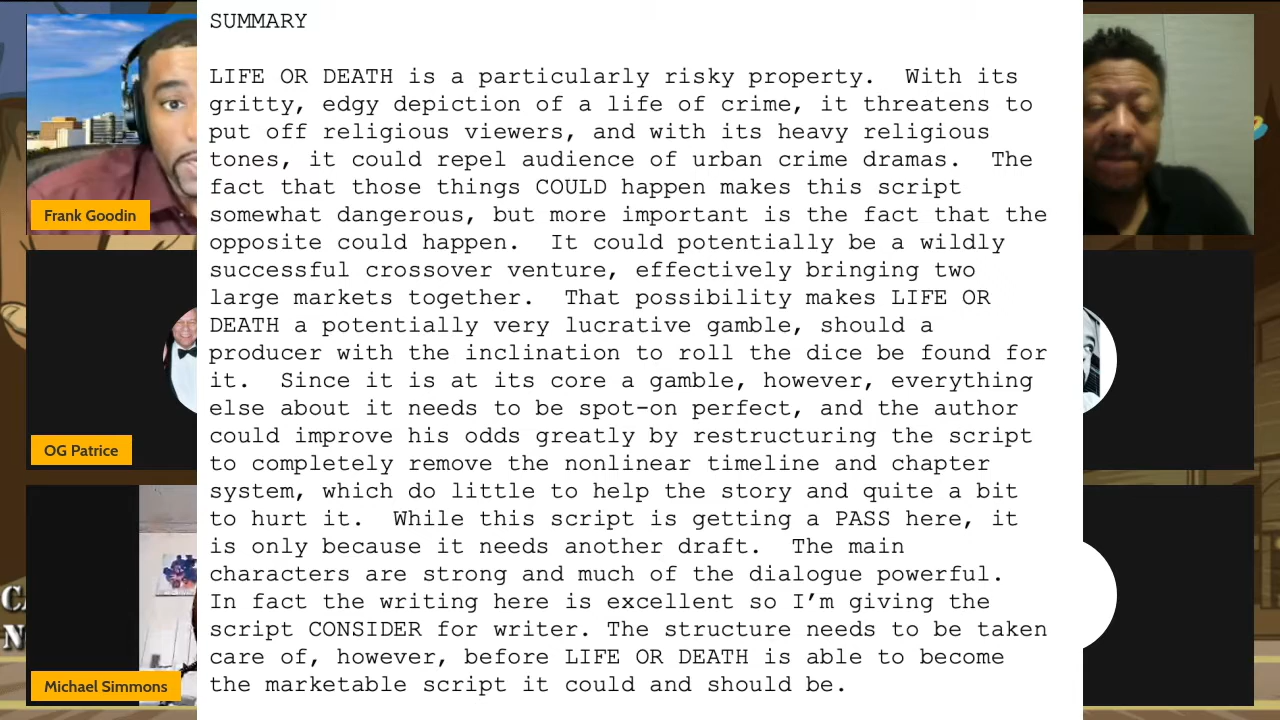 SUMMARY
LIFE OR DEATH is a particularly risky property. With its
gritty, edgy depiction of a life of crime, it threatens to
put off religious viewers, and with its heavy religious
tones, it could repel audience of urban crime dramas. The
fact that those things COULD happen makes this script
somewhat dangerous, but more important is the fact that the
opposite could happen. It could potentially be a wildly
successful crossover venture, effectively bringing two
large markets together. That possibility makes LIFE OR
DEATH a potentially very lucrative gamble, should a
producer with the inclination to roll the dice be found for
it. Since it is at its core a gamble, however, everything
else about it needs to be spot-on perfect, and the author
could improve his odds greatly by restructuring the script
to completely remove the nonlinear timeline and chapter
system, which do little to help the story and quite a bit
to hurt it. While this script is getting a PASS here, it
is only because it needs another draft. The main
characters are strong and much of the dialogue powerful.
In fact the writing here is excellent so I’m giving the
script CONSIDER for writer. The structure needs to be taken
care of, however, before LIFE OR DEATH is able to become
the marketable script it could and should be.
Frank Goodin
OG Patrice
Michael Simmons